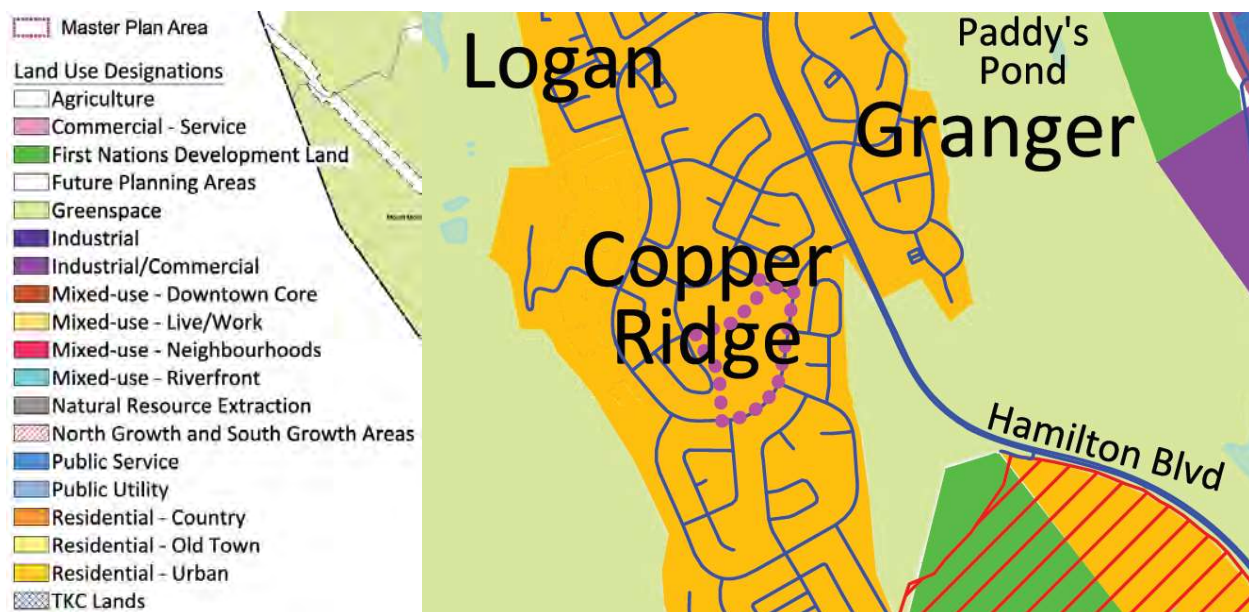 Master Plan Area
Land Use Designations
Agriculture
Commercial - Service
First Nations Development Land
Future Planning Areas
Greenspace
Industrial
Industrial/Commercial
Mixed-use - Downtown Core
Mixed-use - Live/Work
Mixed-use - Neighbourhoods
Mixed-use - Riverfront
Natural Resource Extraction
North Growth and South Growth Areas
Public Service
Public Utility
Residential - Country
Residential - Old Town
Residential - Urban
TKC Lands
Logan
Paddy's
Pond
Granger
Copper
Ridge
Hamilton Blvd